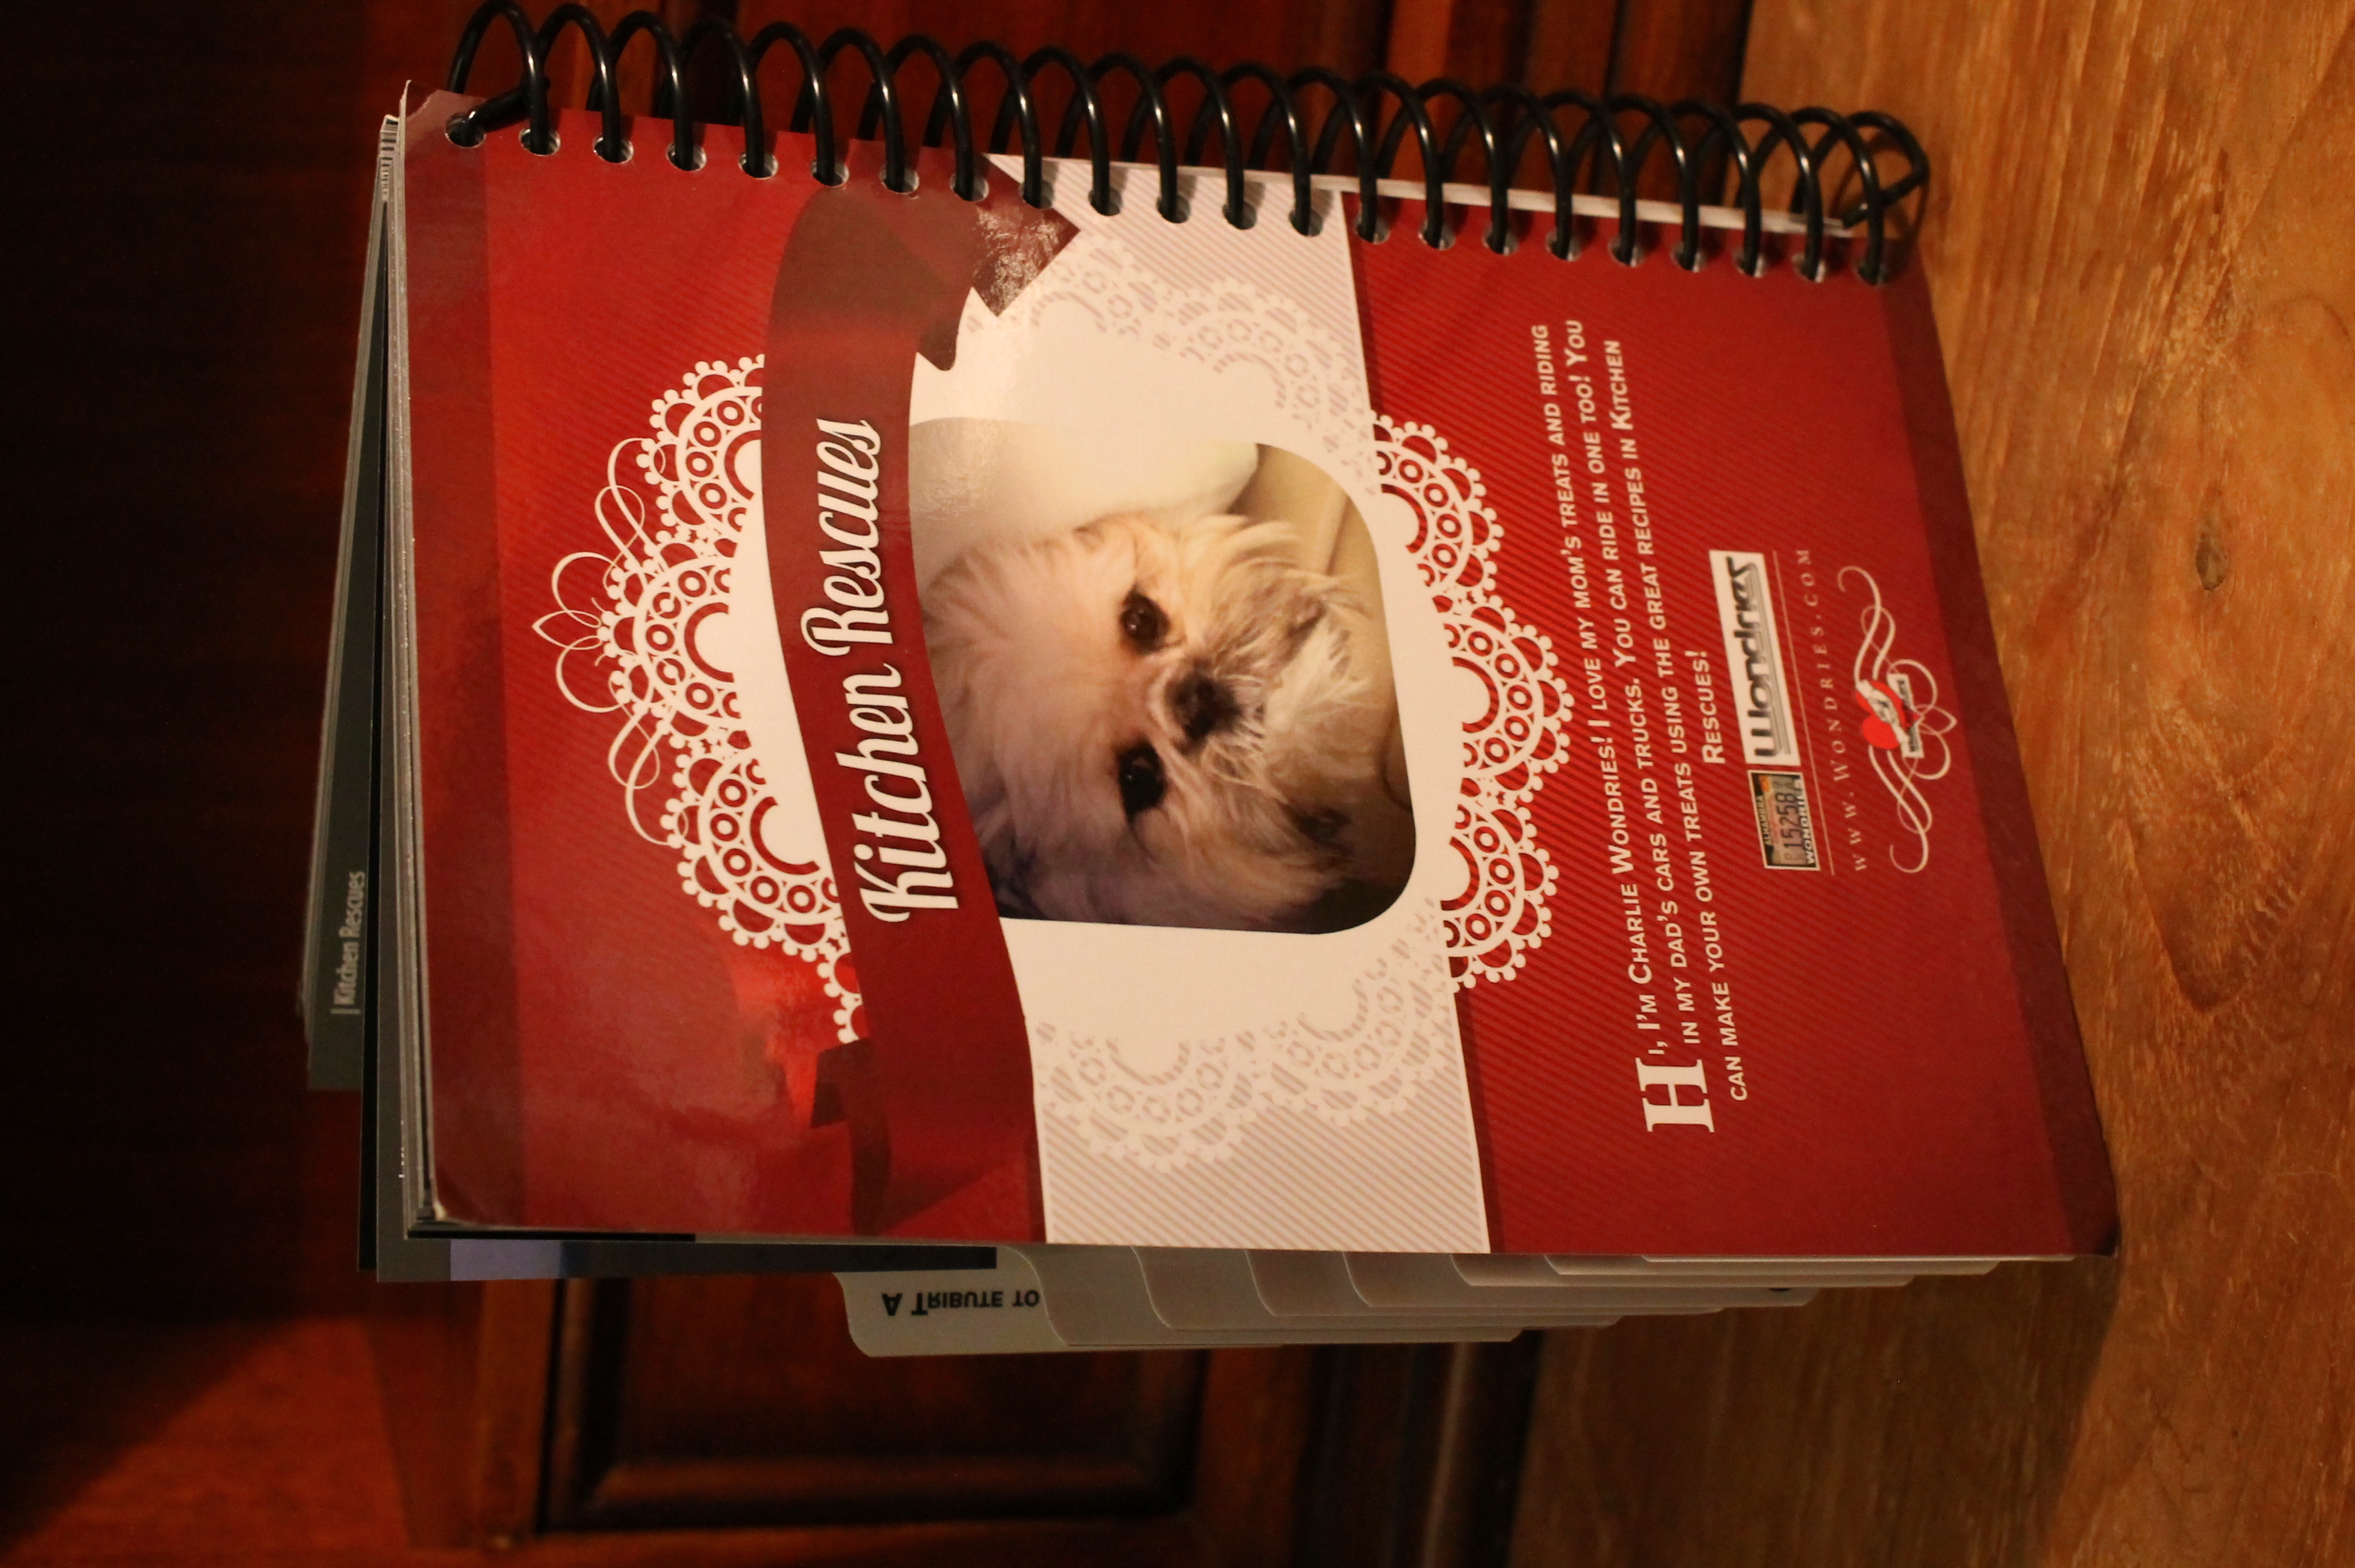 Kitchen Rescues
A TRIBUTE TO
Kitchen Rescues
HI, I'M CHARLIE WONDRIES! I LOVE MY MOM'S TREATS AND RIDING
IN MY DAD'S CARS AND TRUCKS. YOU CAN RIDE IN ONE TOO! YOU
CAN MAKE YOUR OWN TREATS USING THE GREAT RECIPES IN KITCHEN
RESCUES!
ALHAMBRA
15258
WONDRIES
Wondries
WWW.WONDRIES.COM